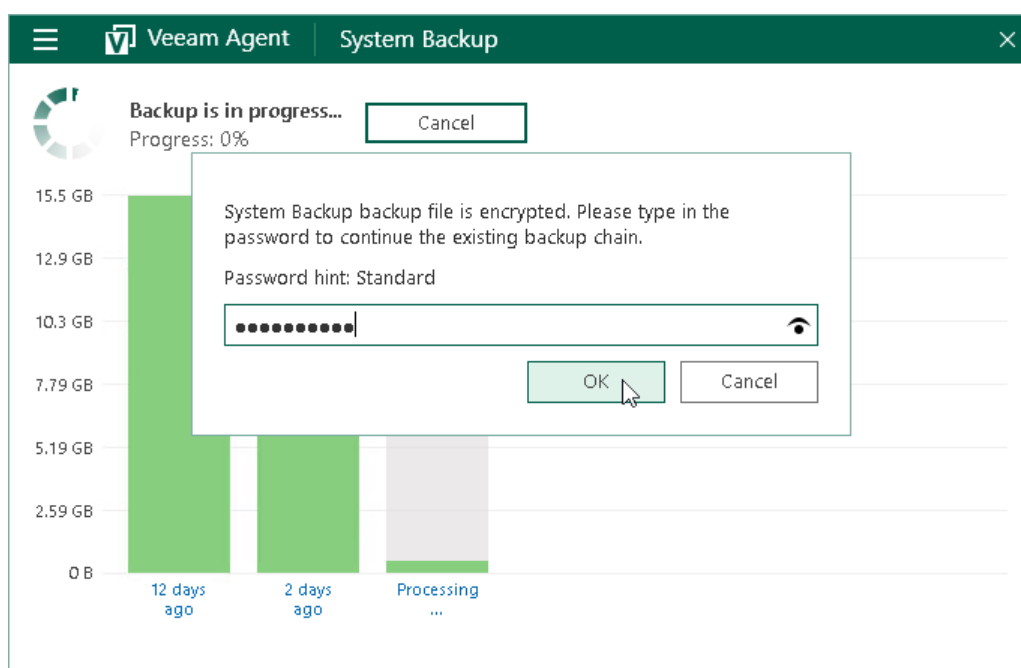 Veeam Agent
System Backup
Backup is in progress...
Progress: 0%
Cancel
System Backup backup file is encrypted. Please type in the
password to continue the existing backup chain.
Password hint: Standard
●●●●●●●●●●
OK
Cancel
15.5 GB
12.9 GB
10.3 GB
7.79 GB
5.19 GB
2.59 GB
0 B
12 days
ago
2 days
ago
Processing
...